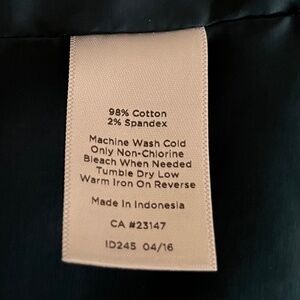 98% Cotton
2% Spandex
Machine Wash Cold
Only Non-Chlorine
Bleach When Needed
Tumble Dry Low
Warm Iron On Reverse
Made In Indonesia
CA #23147
ID245 04/16